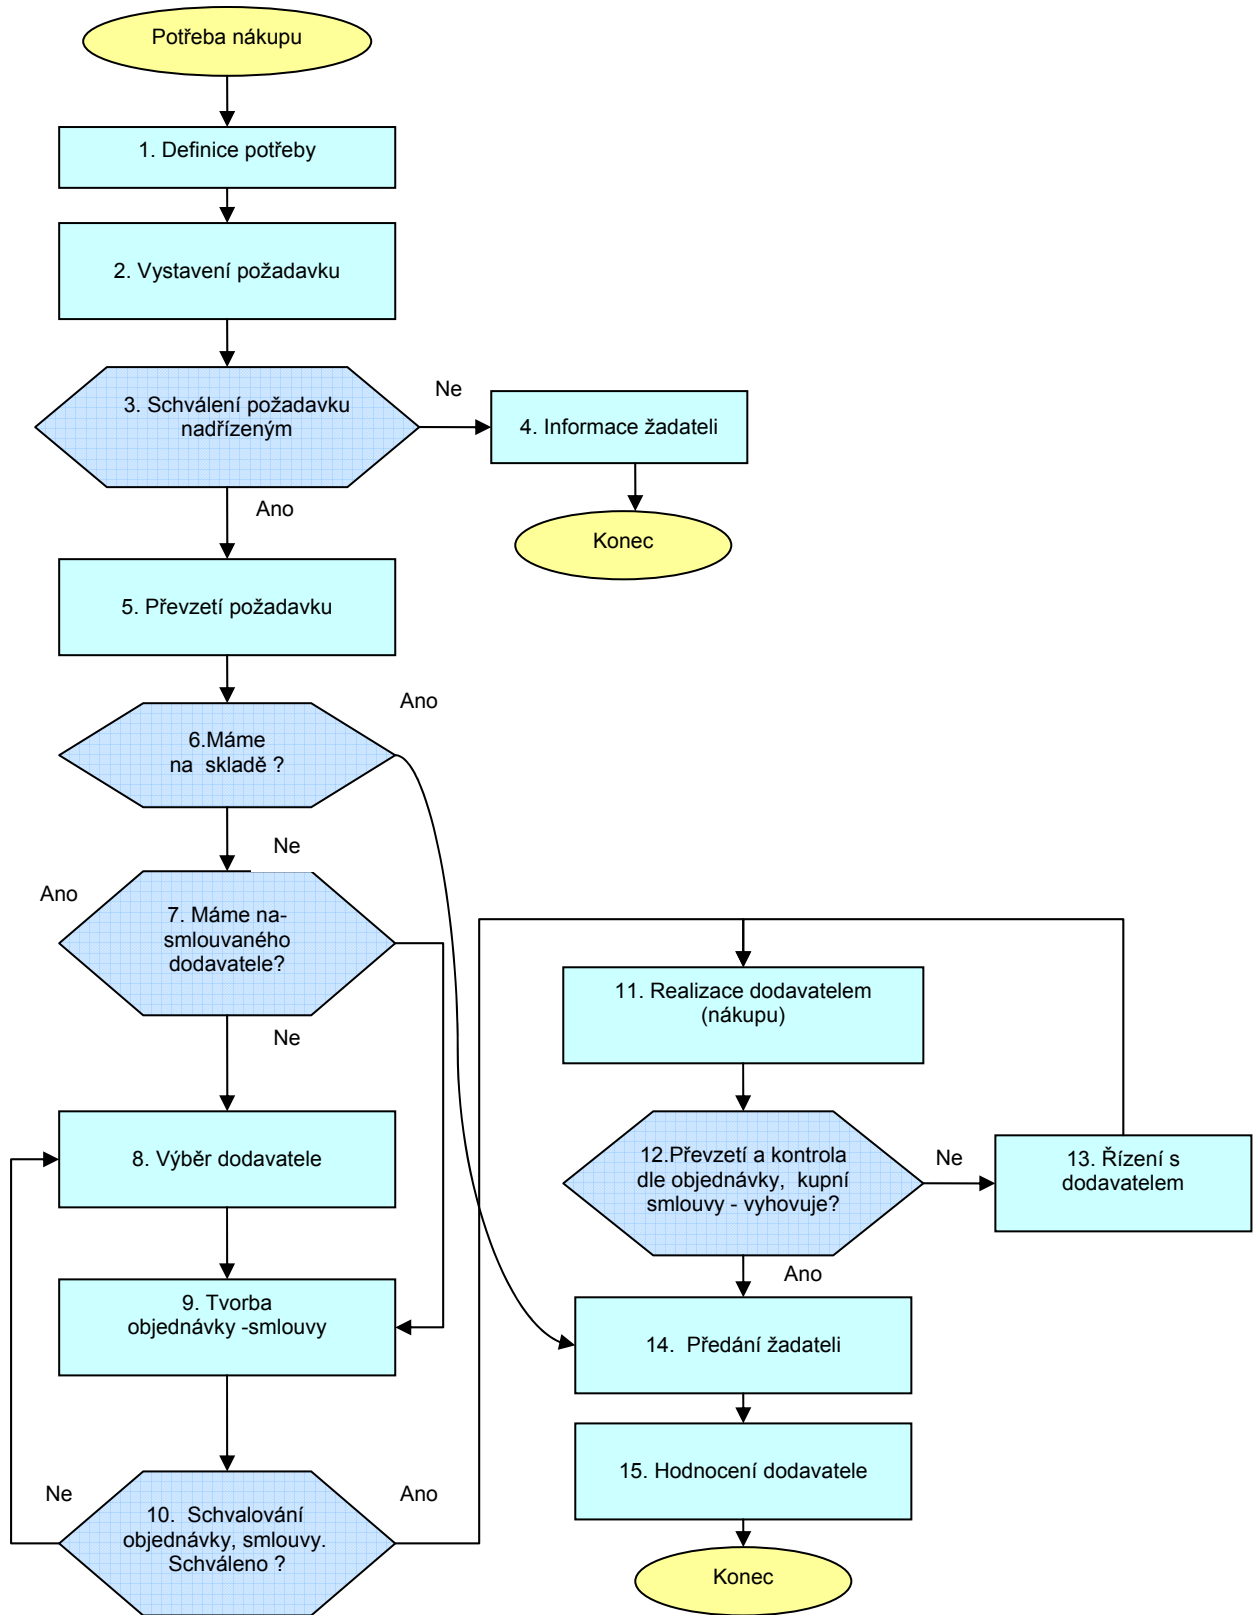 Potřeba nákupu
1. Definice potřeby
2. Vystavení požadavku
3. Schválení požadavku
nadřízeným
Ne
4. Informace žadateli
Konec
Ano
5. Převzetí požadavku
6.Máme
na skladě ?
Ano
Ne
Ano
7. Máme na-
smlouvaného
dodavatele?
Ne
8. Výběr dodavatele
9. Tvorba
objednávky -smlouvy
Ne
10. Schvalování
objednávky, smlouvy.
Schváleno ?
Ano
11. Realizace dodavatelem
(nákupu)
12.Převzetí a kontrola
dle objednávky, kupní
smlouvy - vyhovuje?
Ne
13. Řízení s
dodavatelem
Ano
14. Předání žadateli
15. Hodnocení dodavatele
Konec